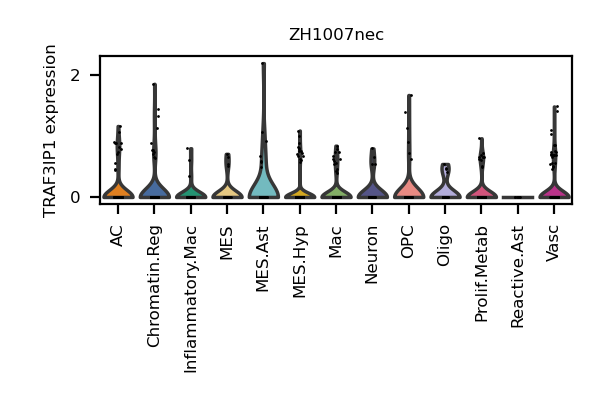 ZH1007nec
TRAF3IP1 expression
2
0
AC
Chromatin.Reg
Inflammatory.Mac
MES
MES.Ast
MES.Hyp
Mac
Neuron
OPC
Oligo
Prolif.Metab
Reactive.Ast
Vasc